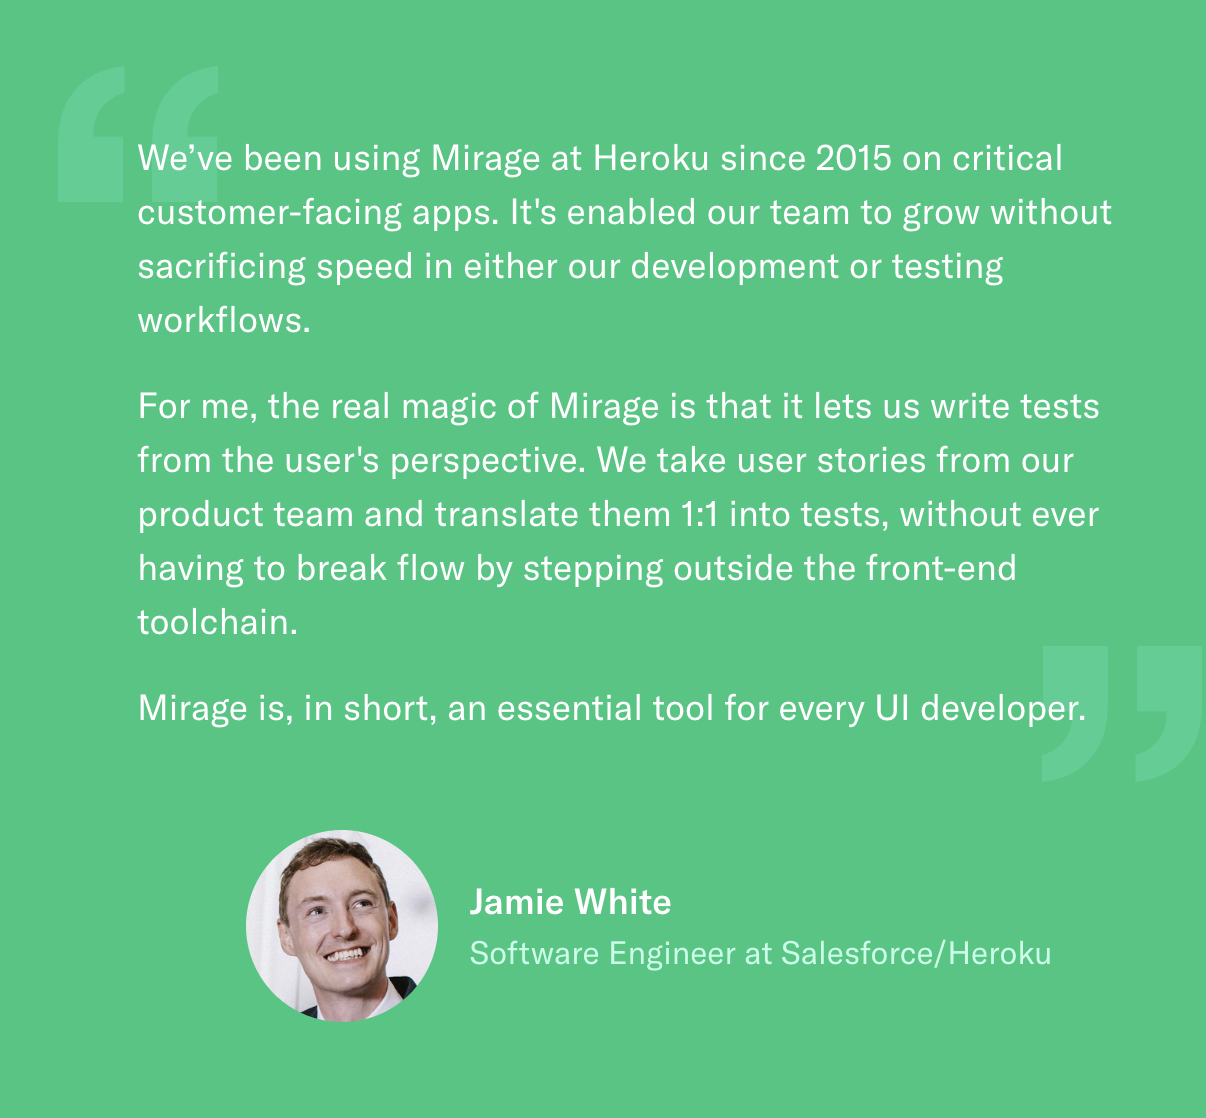 We’ve been using Mirage at Heroku since 2015 on critical
customer-facing apps. It's enabled our team to grow without
sacrificing speed in either our development or testing
workflows.
For me, the real magic of Mirage is that it lets us write tests
from the user's perspective. We take user stories from our
product team and translate them 1:1 into tests, without ever
having to break flow by stepping outside the front-end
toolchain.
Mirage is, in short, an essential tool for every UI developer.
Jamie White
Software Engineer at Salesforce/Heroku